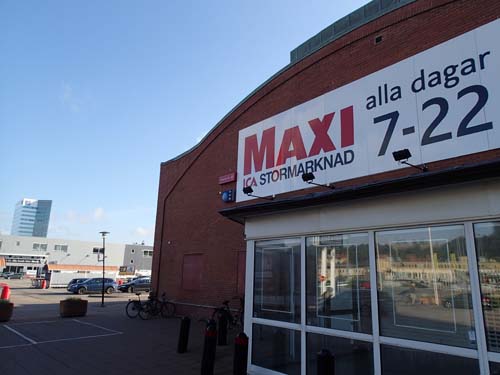 MAXI
ICA STORMARKNAD
alla dagar
7-22